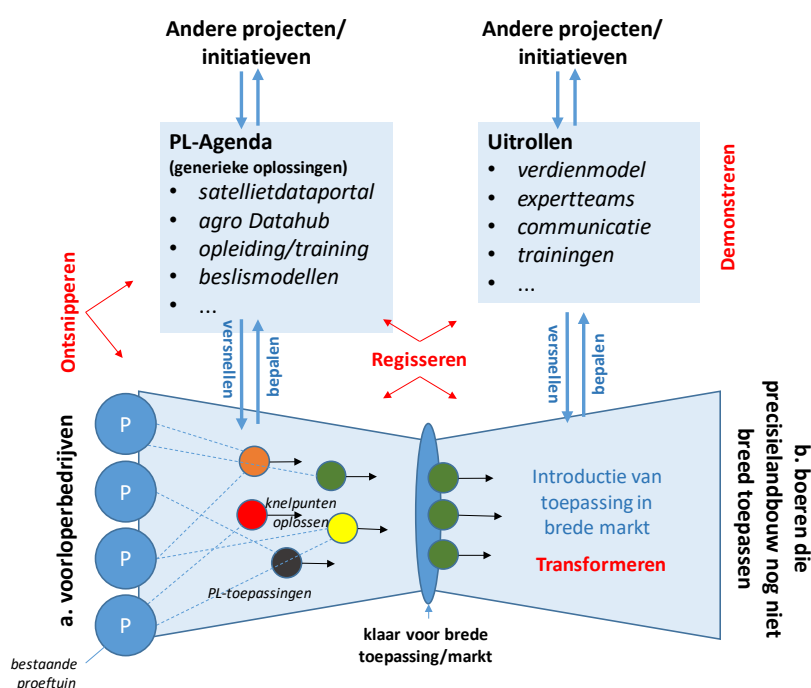 Andere projecten/
initiatieven
Andere projecten/
initiatieven
PL-Agenda
(generieke oplossingen)
• satellietdataportal
• agro Datahub
• opleiding/training
• beslismodellen
• ...
Uitrollen
• verdienmodel
• expertteams
• communicatie
• trainingen
• ...
Demonstreren
Ontsnipperen
versnellen
bepalen
Regisseren
versnellen
bepalen
a. voorloperbedrijven
P
P
P
P
knelpunten
oplossen
PL-toepassingen
Introductie van
toepassing in
brede markt
Transformeren
b. boeren die
precisielandbouw nog niet
breed toepassen
klaar voor brede
toepassing/markt
bestaande
proeftuin